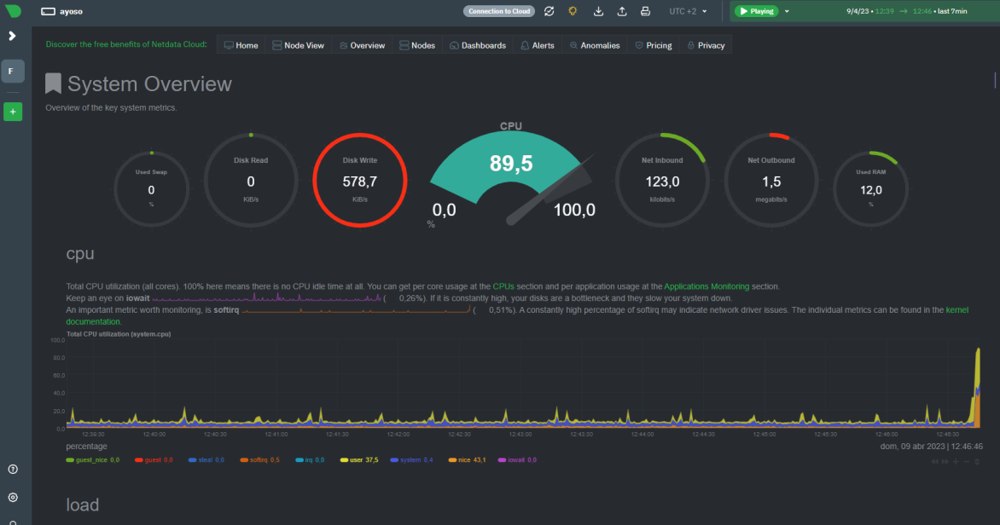 ayoso
Connection to Cloud
UTC +2
Playing
9/4/23 • 12:39 → 12:46 • last 7min
F
+
Discover the free benefits of Netdata Cloud:
Home
Node View
Overview
Nodes
Dashboards
Alerts
Anomalies
Pricing
Privacy
System Overview
Overview of the key system metrics.
Used Swap
0
%
Disk Read
0
KiB/s
Disk Write
578,7
KiB/s
CPU
89,5
0,0
100,0
%
Net Inbound
123,0
kilobits/s
Net Outbound
1,5
megabits/s
Used RAM
12,0
%
cpu
Total CPU utilization (all cores). 100% here means there is no CPU idle time at all. You can get per core usage at the CPUs section and per application usage at the Applications Monitoring section.
Keep an eye on iowait ( 0,26%). If it is constantly high, your disks are a bottleneck and they slow your system down.
An important metric worth monitoring, is softirq ( 0,51%). A constantly high percentage of softirq may indicate network driver issues. The individual metrics can be found in the kernel
documentation.
Total CPU utilization (system.cpu)
100,0
80,0
60,0
40,0
20,0
0,0
12:39:30 12:40:00 12:40:30 12:41:00 12:41:30 12:42:00 12:42:30 12:43:00 12:43:30 12:44:00 12:44:30 12:45:00 12:45:30 12:46:00 12:46:30
percentage
dom, 09 abr 2023 | 12:46:46
guest_nice 0,0 guest 0,0 steal 0,0 softirq 0,5 irq 0,0 user 37,5 system 8,4 nice 43,1 iowait 0,0
load